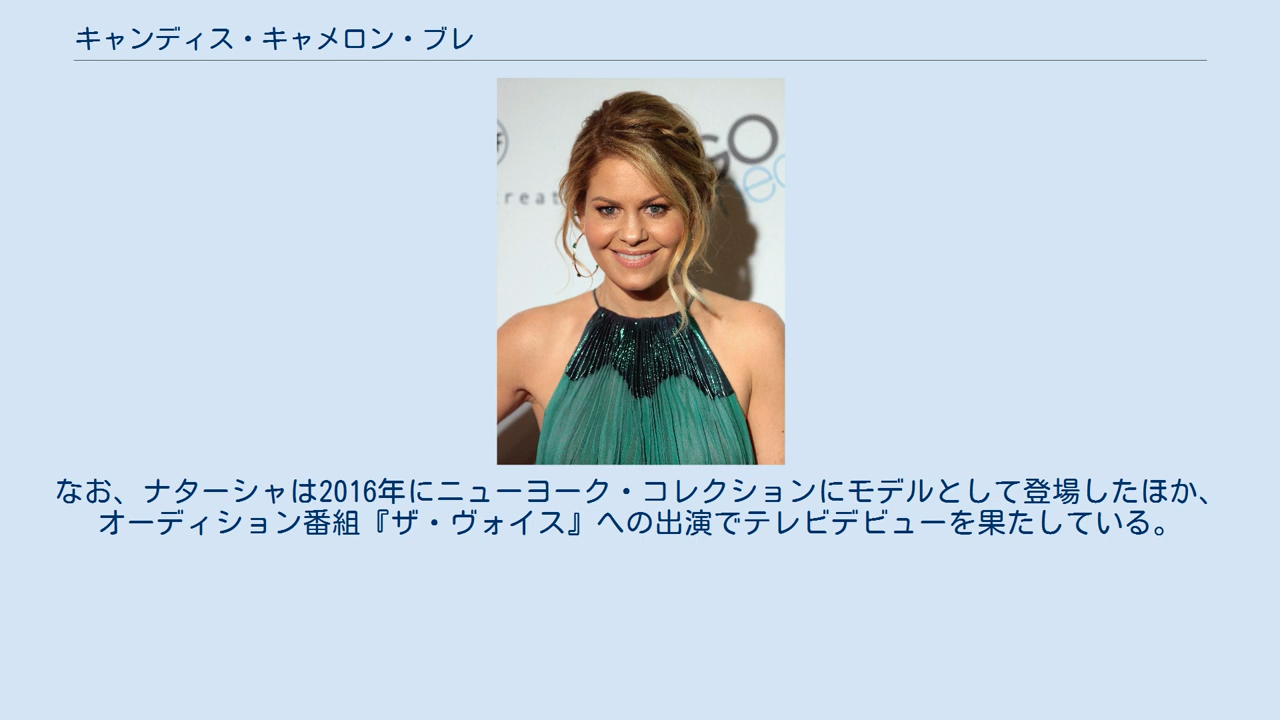 キャンディス・キャメロン・ブレ
GO
reat
なお、ナターシャは2016年にニューヨーク・コレクションにモデルとして登場したほか、
オーディション番組『ザ・ヴォイス』への出演でテレビデビューを果たしている。